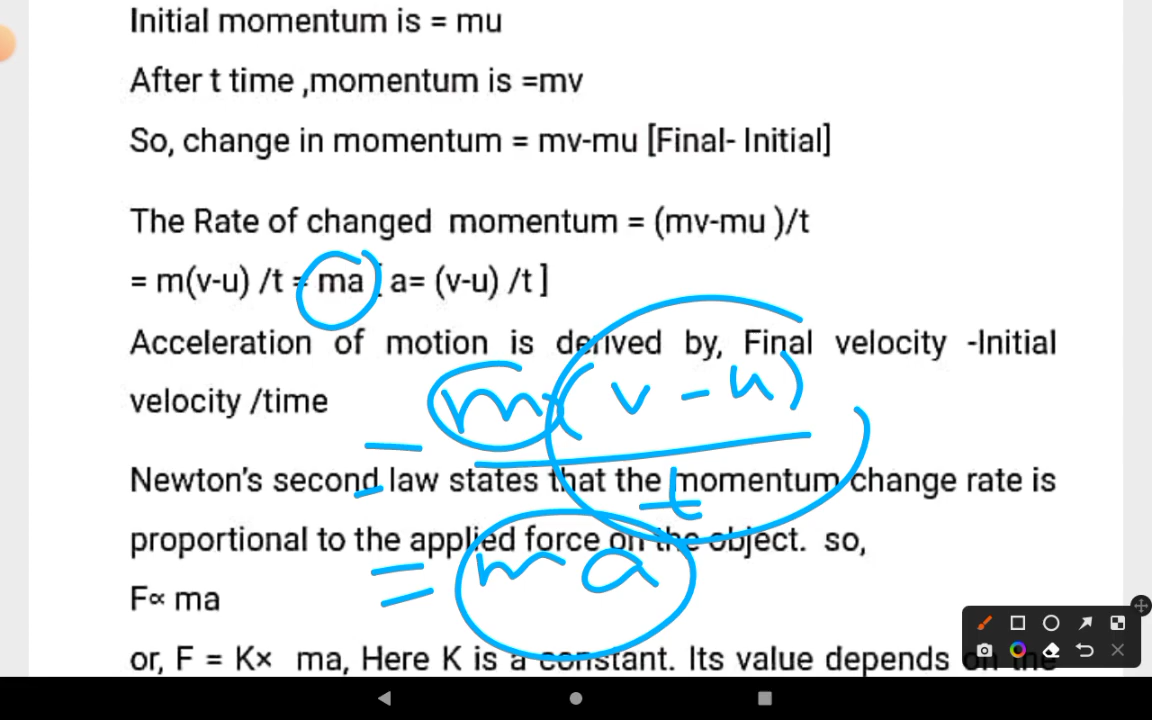 Initial momentum is = mu
After t time ,momentum is =mv
So, change in momentum = mv-mu [Final- Initial]
The Rate of changed momentum = (mv-mu )/t
= m(v-u) /t = ma [ a= (v-u) /t ]
Acceleration of motion is derived by, Final velocity -Initial
velocity /time
= m(v-u)
t
Newton's second law states that the momentum change rate is
proportional to the applied force on the object. so,
= ma
F∝ ma
or, F = K× ma, Here K is a constant. Its value depends on the